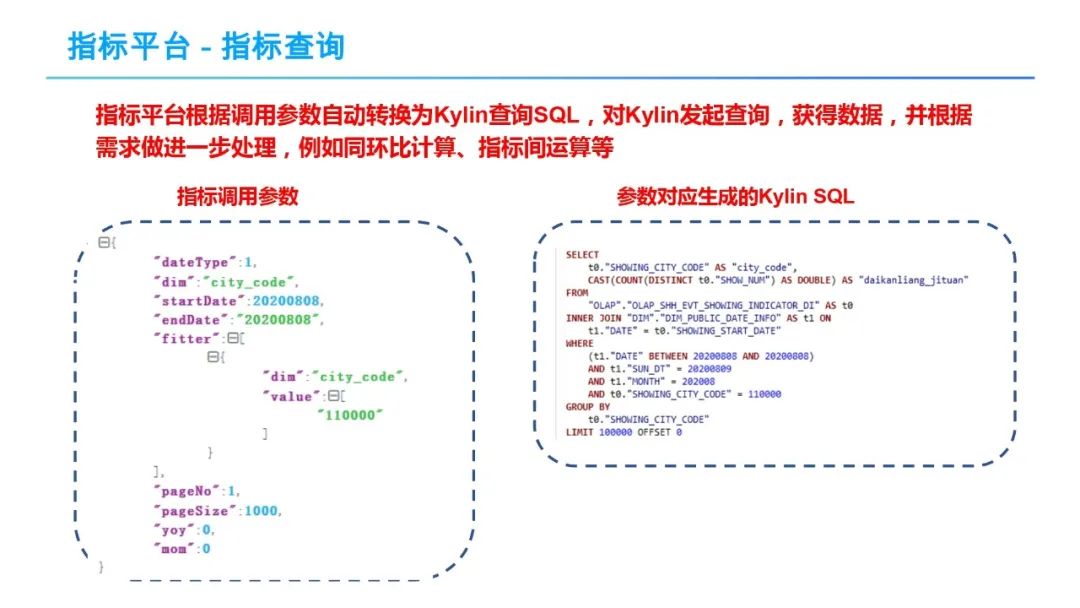 指标平台 - 指标查询
指标平台根据调用参数自动转换为Kylin查询SQL，对Kylin发起查询，获得数据，并根据
需求做进一步处理，例如同环比计算、指标间运算等
指标调用参数
{
"dateType":1,
"dim":"city_code",
"startDate":20200808,
"endDate":"20200808",
"fitter":[
{
"dim":"city_code",
"value":[
"110000"
]
}
],
"pageNo":1,
"pageSize":1000,
"yoy":0,
"mom":0
}
参数对应生成的Kylin SQL
SELECT
t0."SHOWING_CITY_CODE" AS "city_code",
CAST(COUNT(DISTINCT t0."SHOW_NUM") AS DOUBLE) AS "daikanliang_jituan"
FROM
"OLAP"."OLAP_SHH_EVT_SHOWING_INDICATOR_DI" AS t0
INNER JOIN "DIM"."DIM_PUBLIC_DATE_INFO" AS t1 ON
t1."DATE" = t0."SHOWING_START_DATE"
WHERE
(t1."DATE" BETWEEN 20200808 AND 20200808)
AND t1."SUN_DT" = 20200809
AND t1."MONTH" = 202008
AND t0."SHOWING_CITY_CODE" = 110000
GROUP BY
t0."SHOWING_CITY_CODE"
LIMIT 100000 OFFSET 0